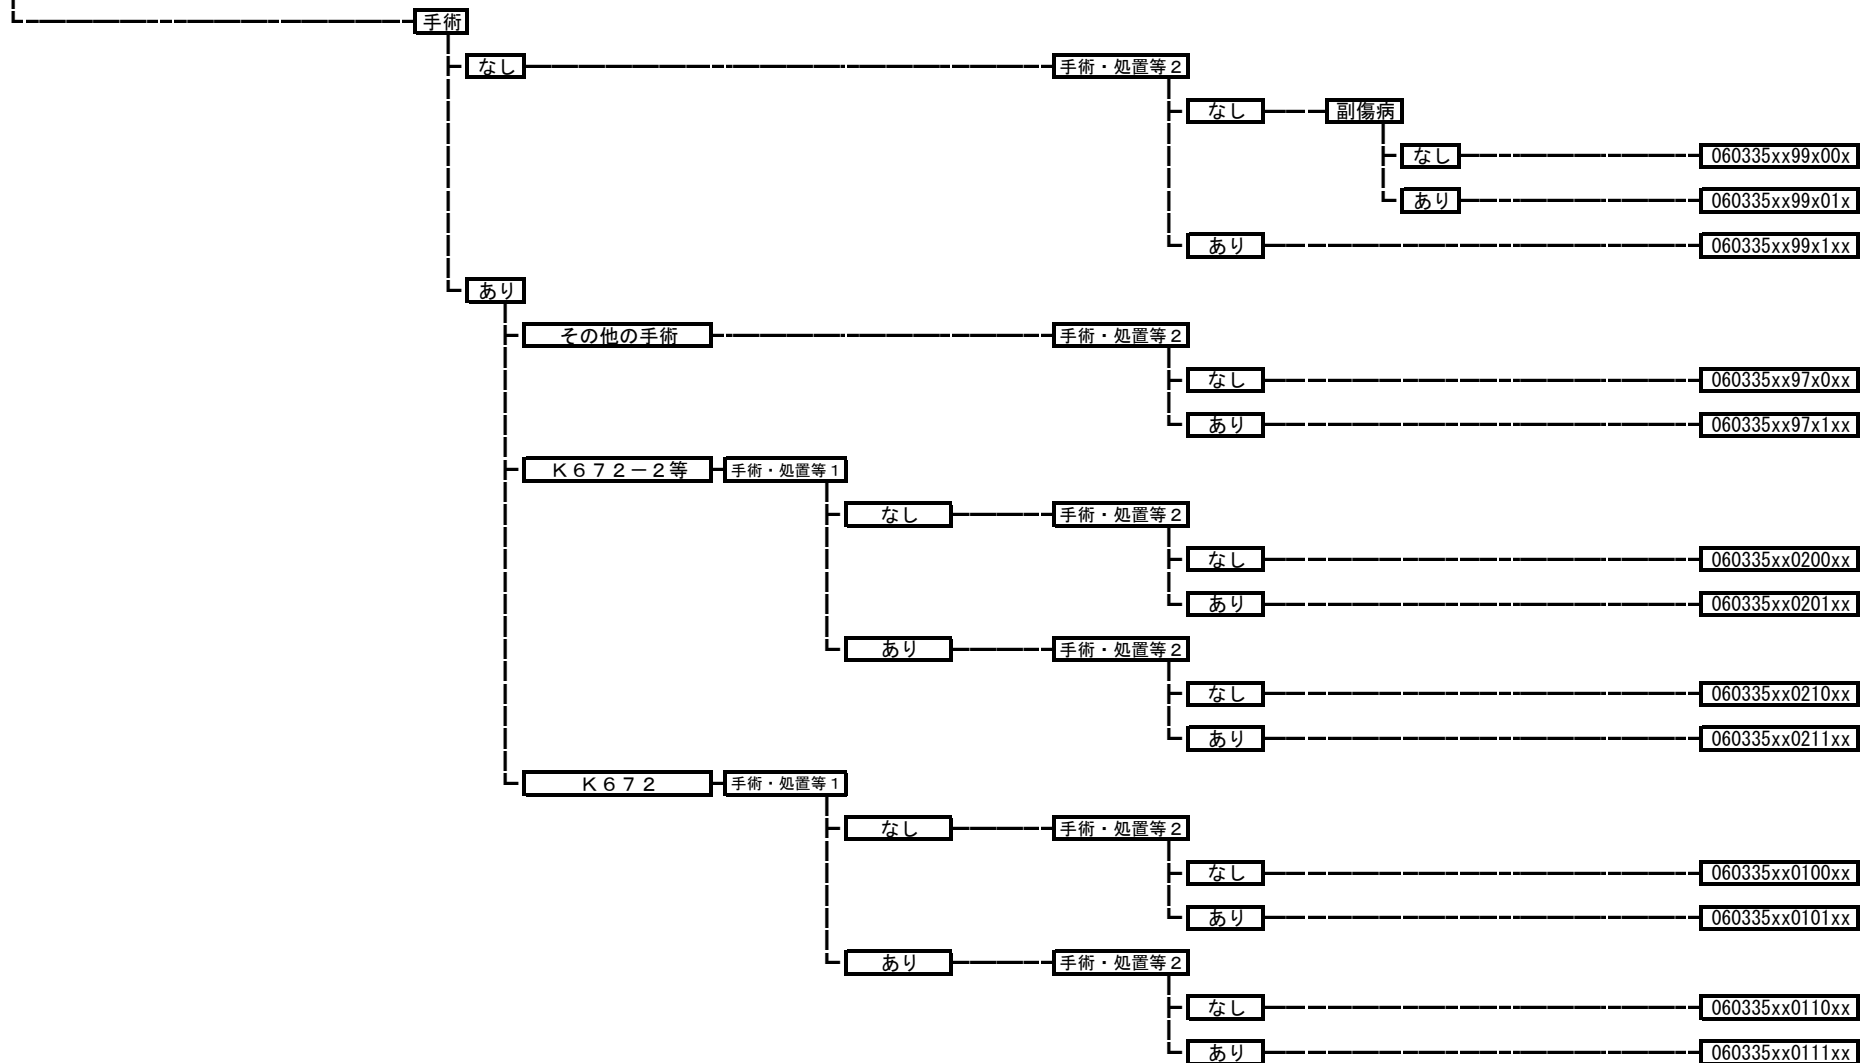 手術
なし 手術・処置等２
なし 副傷病
なし 060335xx99x00x
あり 060335xx99x01x
あり 060335xx99x1xx
あり
その他の手術 手術・処置等２
なし 060335xx97x0xx
あり 060335xx97x1xx
Ｋ６７２－２等 手術・処置等１
なし 手術・処置等２
なし 060335xx0200xx
あり 060335xx0201xx
あり 手術・処置等２
なし 060335xx0210xx
あり 060335xx0211xx
Ｋ６７２ 手術・処置等１
なし 手術・処置等２
なし 060335xx0100xx
あり 060335xx0101xx
あり 手術・処置等２
なし 060335xx0110xx
あり 060335xx0111xx